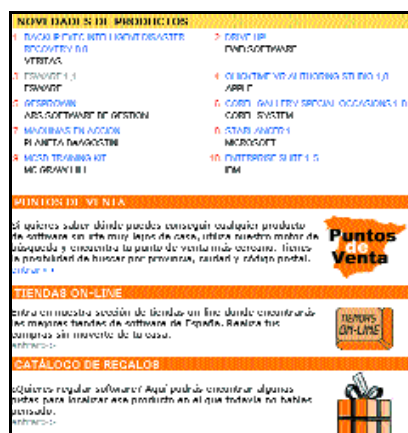 NOVEDADES DE PRODUCTOS
1 BACKUP EXEC INTELLIGENT DISASTER
RECOVERY 8.0
VERITAS
2 DRIVE UP!
FWD SOFTWARE
3 ESWARE 1,1
ESWARE
4 QUICKTIME VR AUTHORING STUDIO 1,0
APPLE
5 GESPROWIN
ARS SOFTWARE DE GESTION
6 COREL GALLERY SPECIAL OCCASIONS 1.0
COREL SYSTEM
7 MAQUINAS EN ACCION
PLANETA DeAGOSTINI
8 STARLANCER 1
MICROSOFT
9 MCSD TRAINING KIT
MC GRAW HILL
10 ENTERPRISE SUITE 1.5
IBM
PUNTOS DE VENTA
Si quieres saber dónde puedes conseguir cualquier producto
de software sin irte muy lejos de casa, utiliza nuestro motor de
búsqueda y encuentra tu punto de venta más cercano. Tienes
la posibilidad de buscar por provincia, ciudad y código postal.
entrar>>
Puntos
de
Venta
TIENDAS ON-LINE
Entra en nuestra sección de tiendas on line donde encontrarás
las mejores tiendas de software de España. Realiza tus
compras sin moverte de tu casa.
entrar>>
TIENDAS
ON-LINE
CATÁLOGO DE REGALOS
¿Quieres regalar software? Aquí podrás encontrar algunas
pistas para localizar ese producto en el que todavía no habías
pensado.
entrar>>